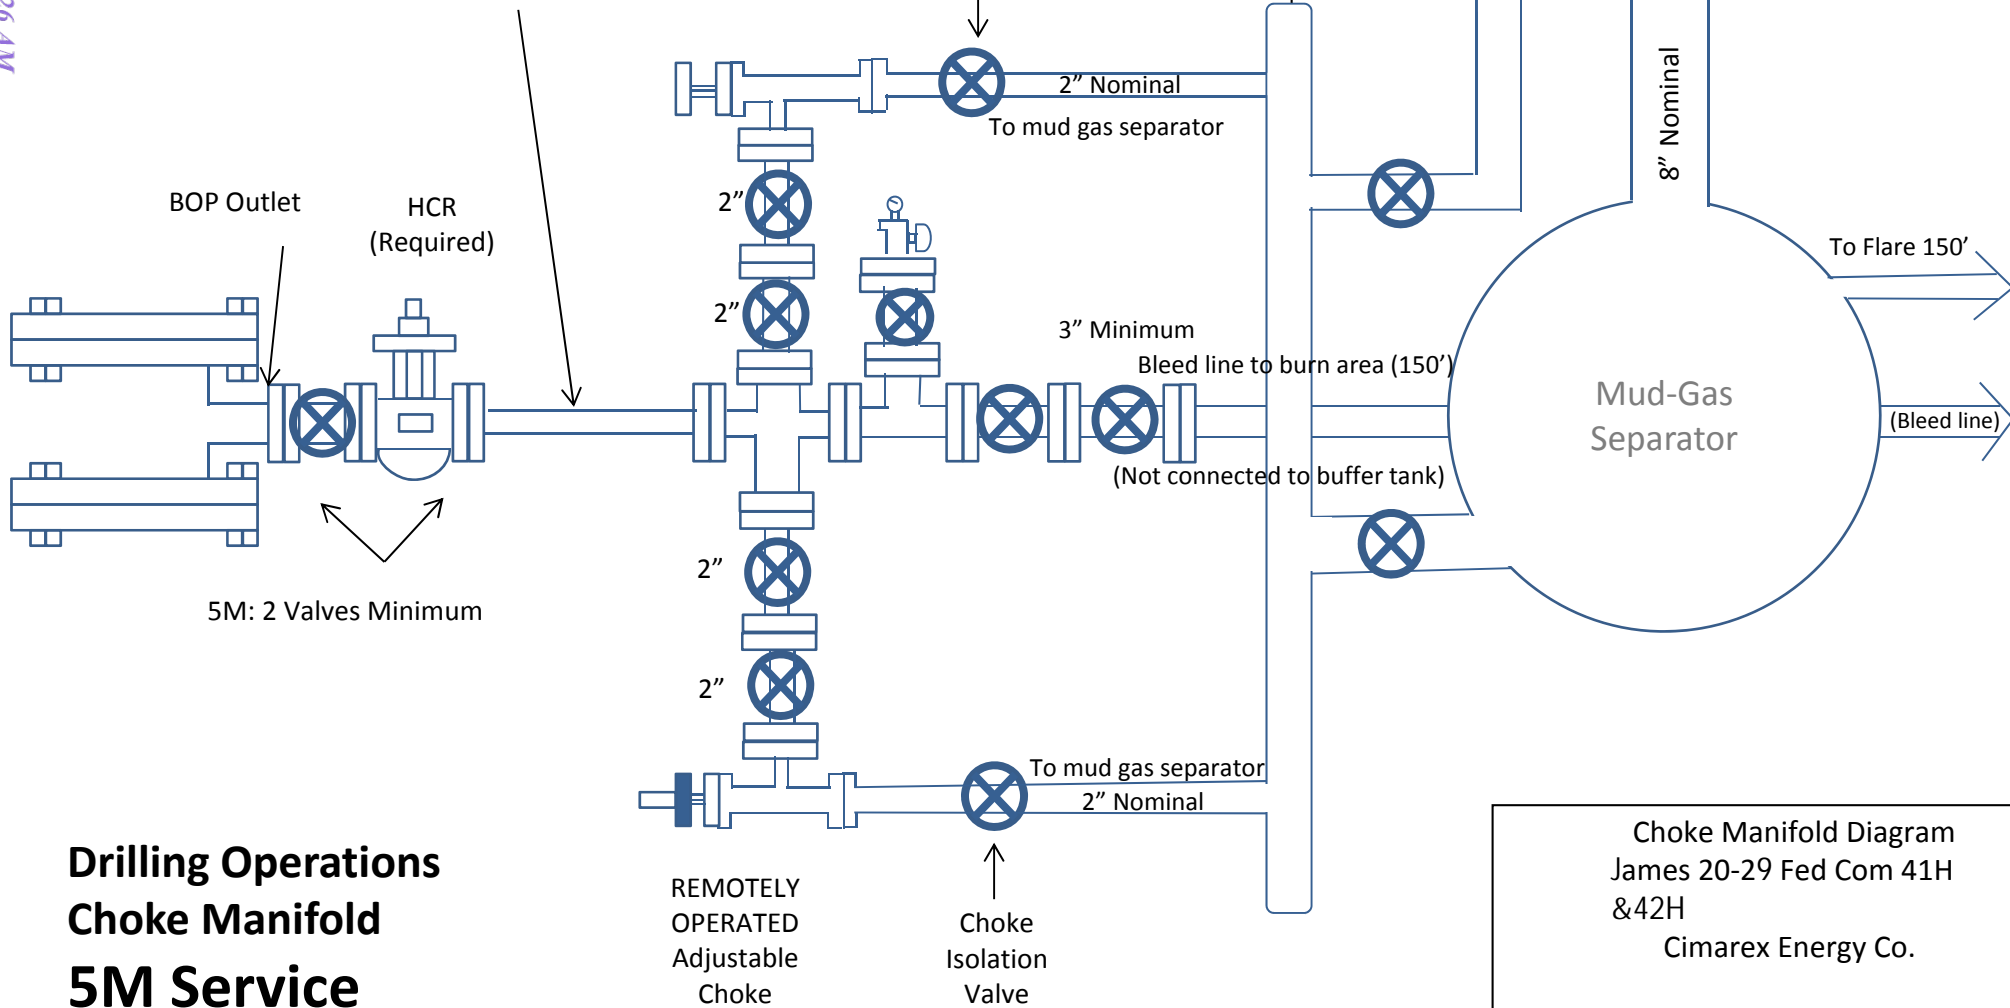 26 AM
2” Nominal
To mud gas separator
8” Nominal
BOP Outlet
HCR
(Required)
2”
To Flare 150’
2”
3” Minimum
Bleed line to burn area (150’)
Mud-Gas
Separator
(Bleed line)
(Not connected to buffer tank)
2”
5M: 2 Valves Minimum
2”
To mud gas separator
2” Nominal
Drilling Operations
Choke Manifold
5M Service
REMOTELY
OPERATED
Adjustable
Choke
Choke
Isolation
Valve
Choke Manifold Diagram
James 20-29 Fed Com 41H
&42H
Cimarex Energy Co.